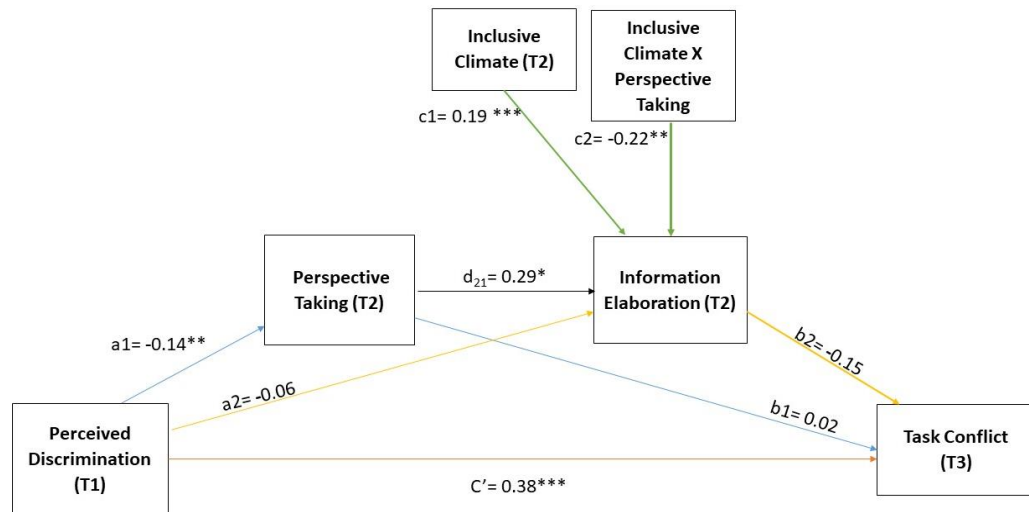 Inclusive
Climate (T2)
Inclusive
Climate X
Perspective
Taking
c1= 0.19 ***
c2= -0.22**
Perspective
Taking (T2)
d₂₁= 0.29*
Information
Elaboration (T2)
a1= -0.14**
a2= -0.06
b2= -0.15
b1= 0.02
Perceived
Discrimination
(T1)
Task Conflict
(T3)
C’= 0.38***